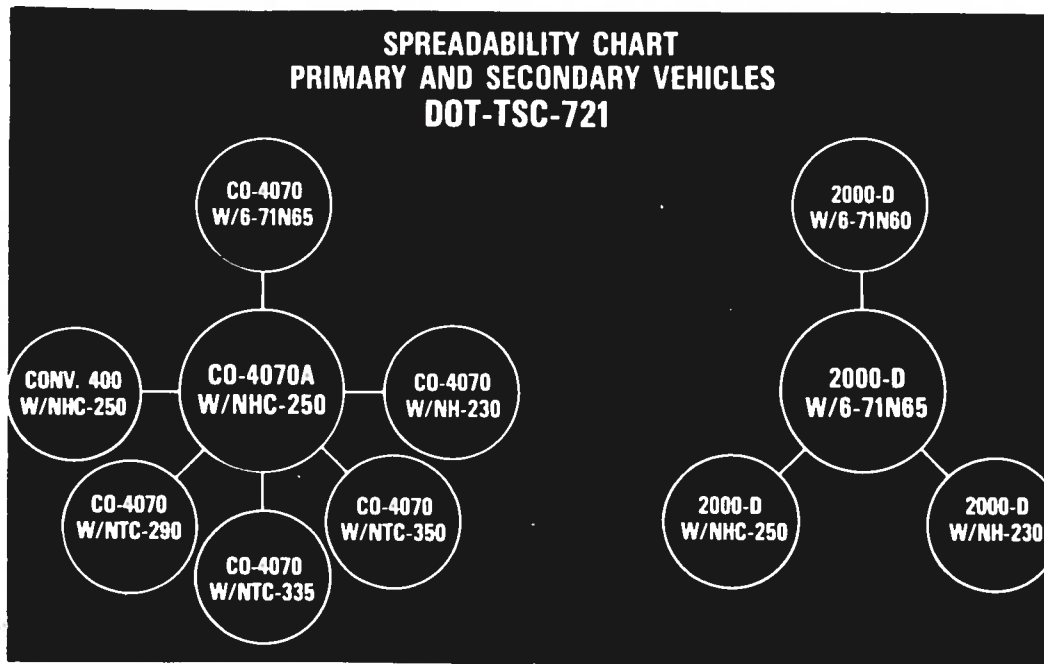 SPREADABILITY CHART
PRIMARY AND SECONDARY VEHICLES
DOT-TSC-721
CO-4070
W/6-71N65
2000-D
W/6-71N60
CONV. 400
W/NHC-250
CO-4070A
W/NHC-250
CO-4070
W/NH-230
2000-D
W/6-71N65
CO-4070
W/NTC-290
CO-4070
W/NTC-335
CO-4070
W/NTC-350
2000-D
W/NHC-250
2000-D
W/NH-230